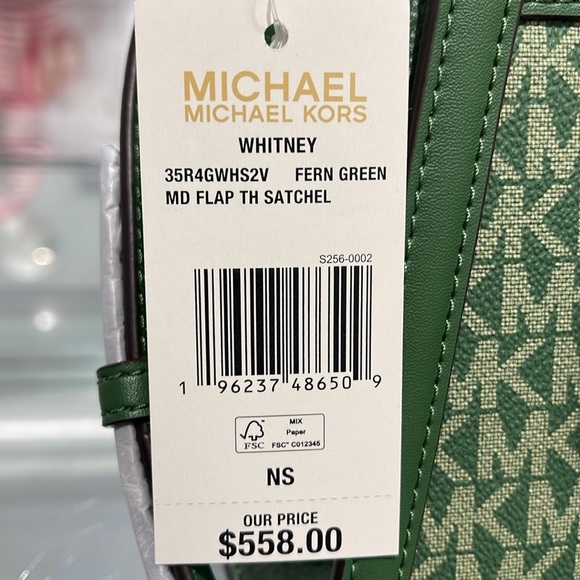 MICHAEL
MICHAEL KORS
WHITNEY
35R4GWHS2V FERN GREEN
MD FLAP TH SATCHEL
S256-0002
1 96237 48650 9
FSC
MIX
Paper
FSC™ C012345
NS
OUR PRICE
$558.00